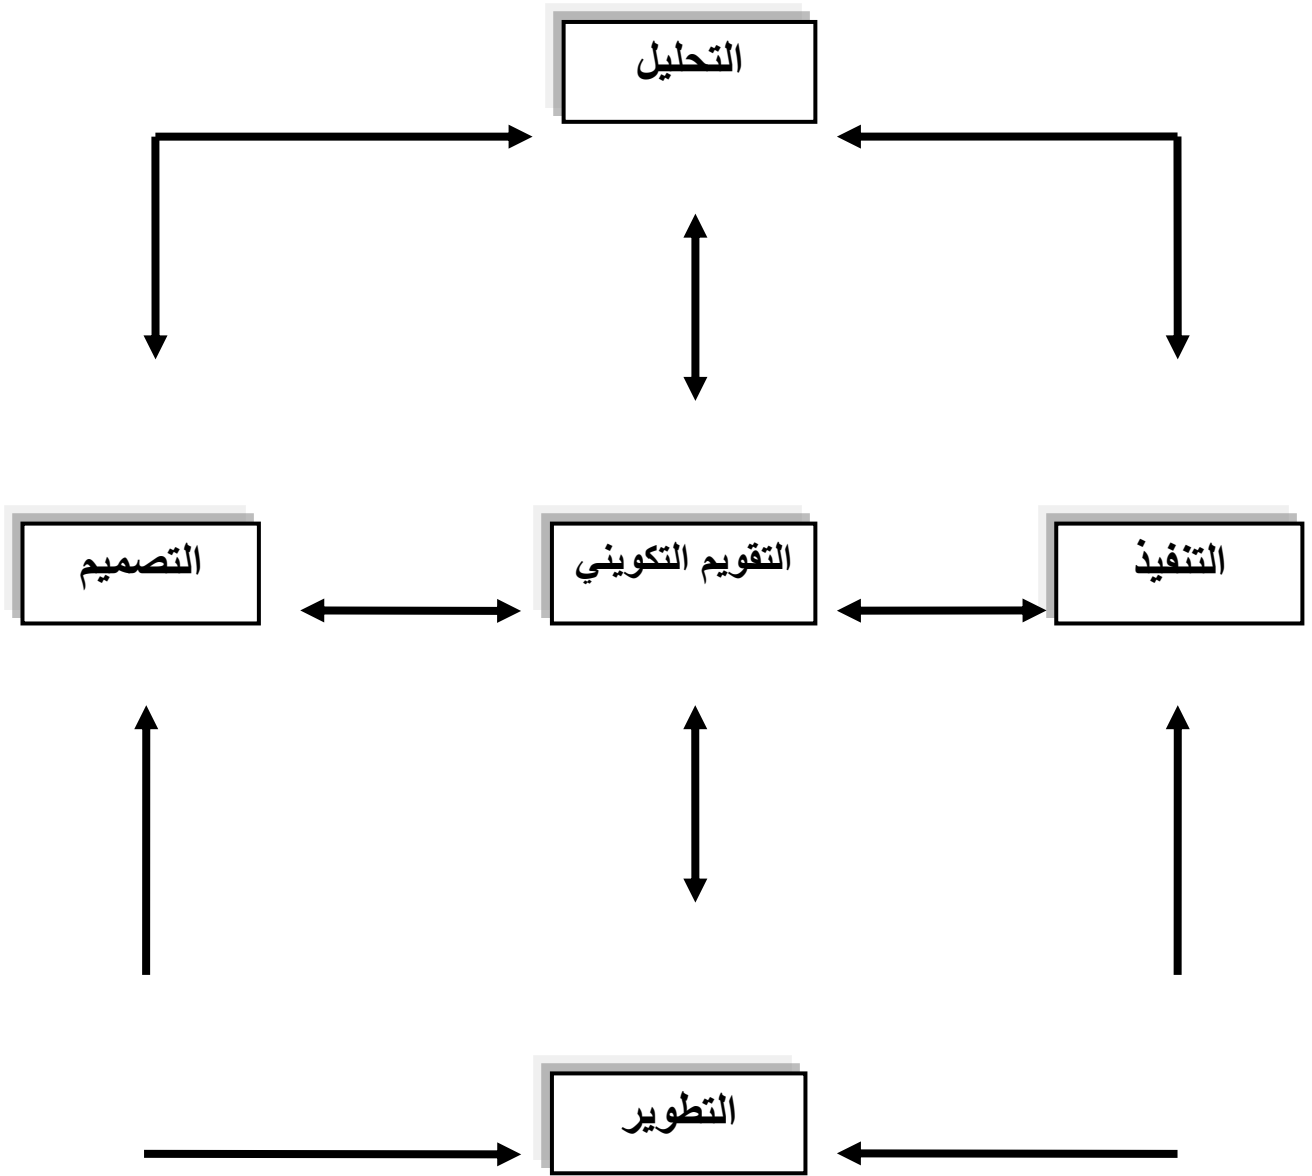 التحليل
التنفيذ
التقويم التكويني
التصميم
التطوير